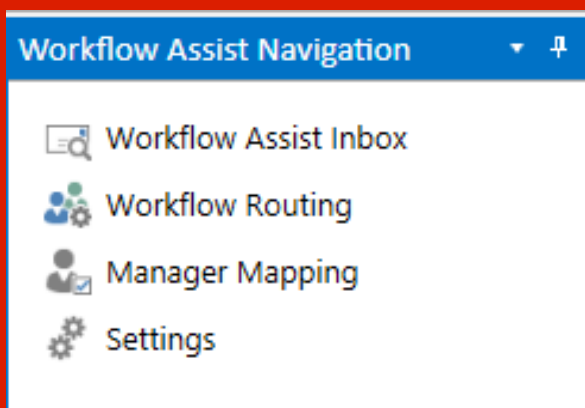 Workflow Assist Navigation
Workflow Assist Inbox
Workflow Routing
Manager Mapping
Settings